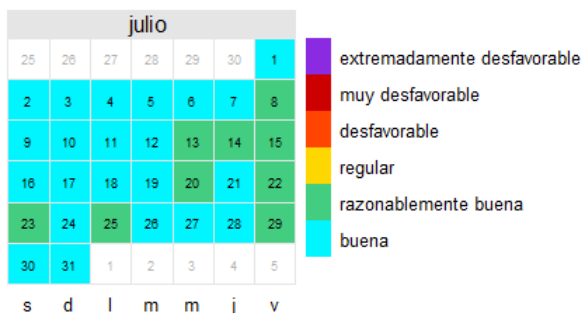 julio
25 26 27 28 29 30 1
2 3 4 5 6 7 8
9 10 11 12 13 14 15
16 17 18 19 20 21 22
23 24 25 26 27 28 29
30 31 1 2 3 4 5
s d l m m j v
extremadamente desfavorable
muy desfavorable
desfavorable
regular
razonablemente buena
buena